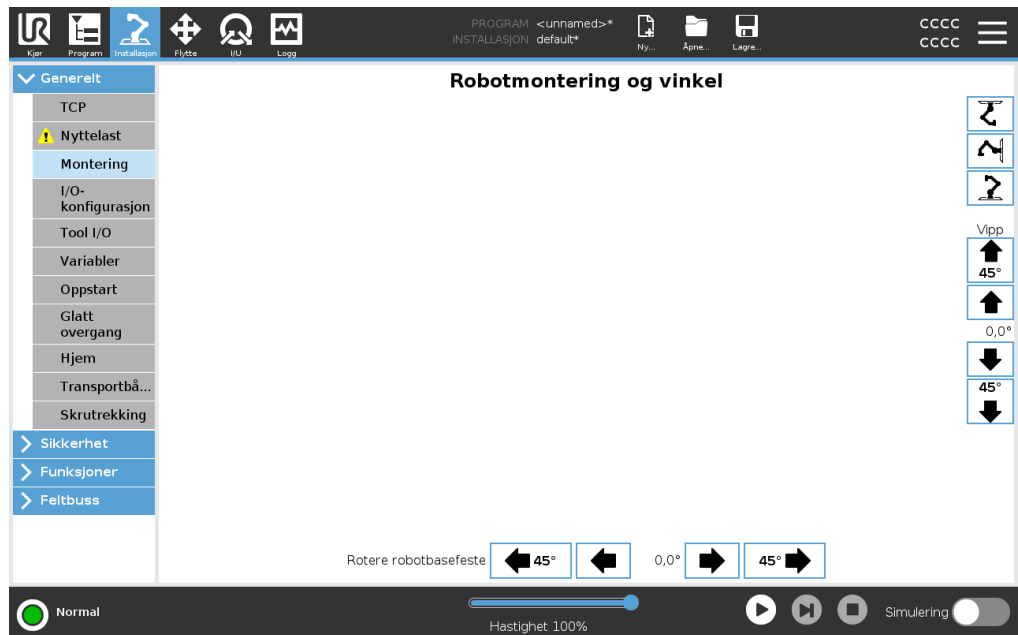 UR
Kjør
Program
Installasjon
Flytte
I/U
Logg
PROGRAM <unnamed>*
INSTALLASJON default*
Ny...
Åpne...
Lagre...
CCCC
CCCC
Generelt
TCP
Nyttelast
Montering
I/O-
konfigurasjon
Tool I/O
Variabler
Oppstart
Glatt
overgang
Hjem
Transportbå...
Skrutrekking
Sikkerhet
Funksjoner
Feltbuss
Robotmontering og vinkel
Vipp
45°
0,0°
45°
Rotere robotbasefeste 45° 0,0° 45°
Normal
Hastighet 100%
Simulering